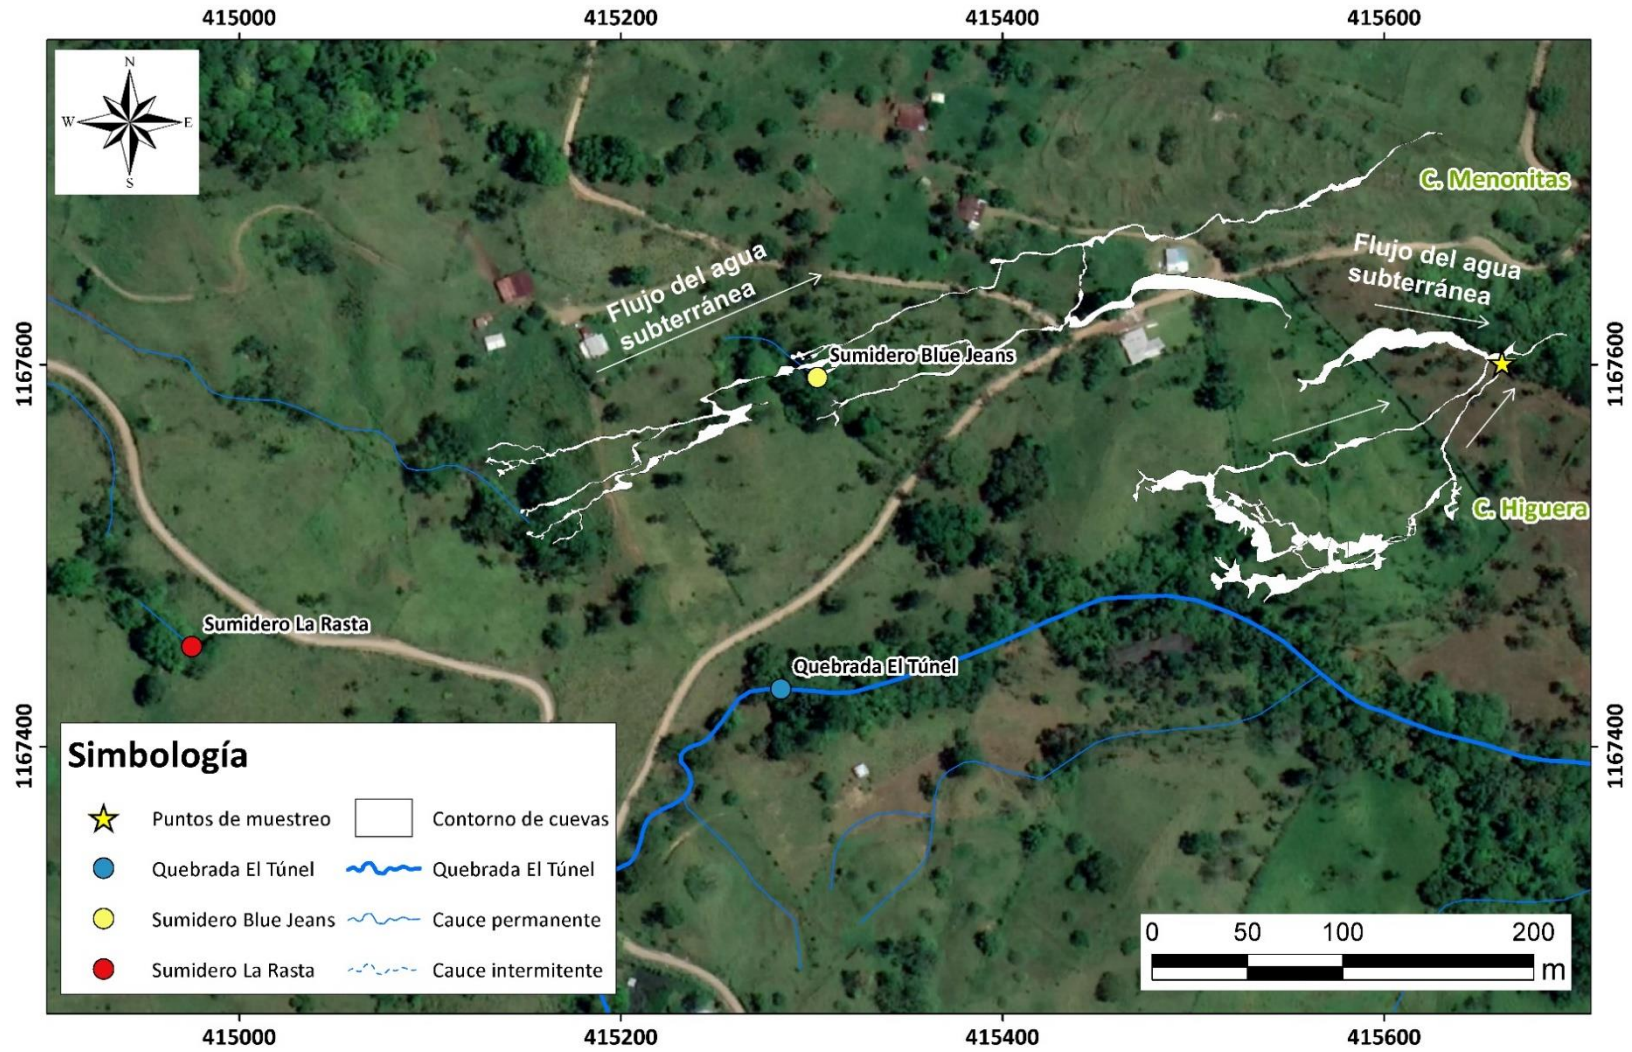 415000 415200 415400 415600
N
W E
S
C. Menonitas
Flujo del agua
subterránea
Flujo del agua
subterránea
1167600
1167600
Sumidero Blue Jeans
C. Higuera
Sumidero La Rasta
Quebrada El Túnel
1167400
1167400
Simbología
Puntos de muestreo Contorno de cuevas
Quebrada El Túnel Quebrada El Túnel
Sumidero Blue Jeans Cauce permanente
Sumidero La Rasta Cauce intermitente
0 50 100 200
m
415000 415200 415400 415600